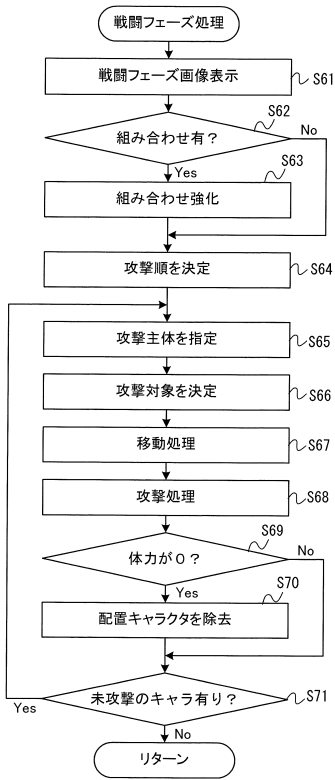 戦闘フェーズ処理
戦闘フェーズ画像表示
S61
組み合わせ有?
S62
No
Yes
S63
組み合わせ強化
攻撃順を決定
S64
攻撃主体を指定
S65
攻撃対象を決定
S66
移動処理
S67
攻撃処理
S68
体力が0?
S69
No
Yes
S70
配置キャラクタを除去
未攻撃のキャラ有り?
S71
Yes
No
リターン